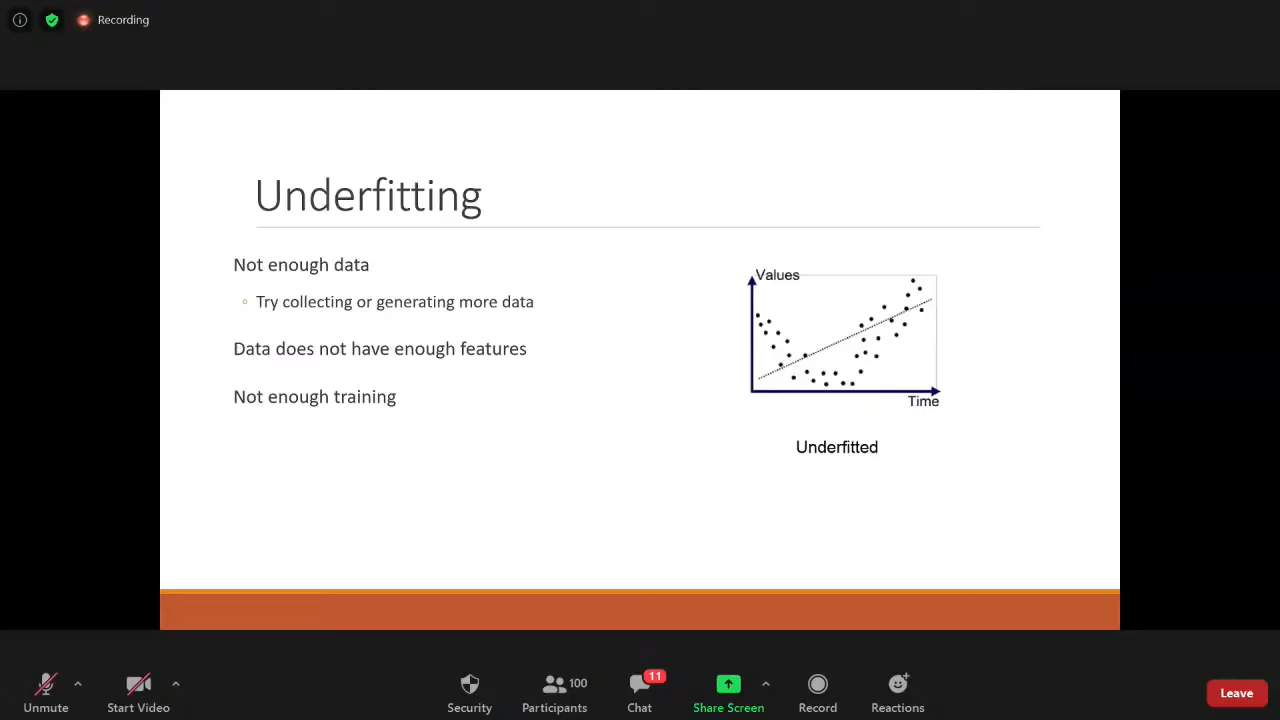 Recording
Underfitting
Not enough data
Try collecting or generating more data
Data does not have enough features
Not enough training
Values
Time
Underfitted
Unmute
Start Video
Security
100
Participants
11
Chat
Share Screen
Record
Reactions
Leave